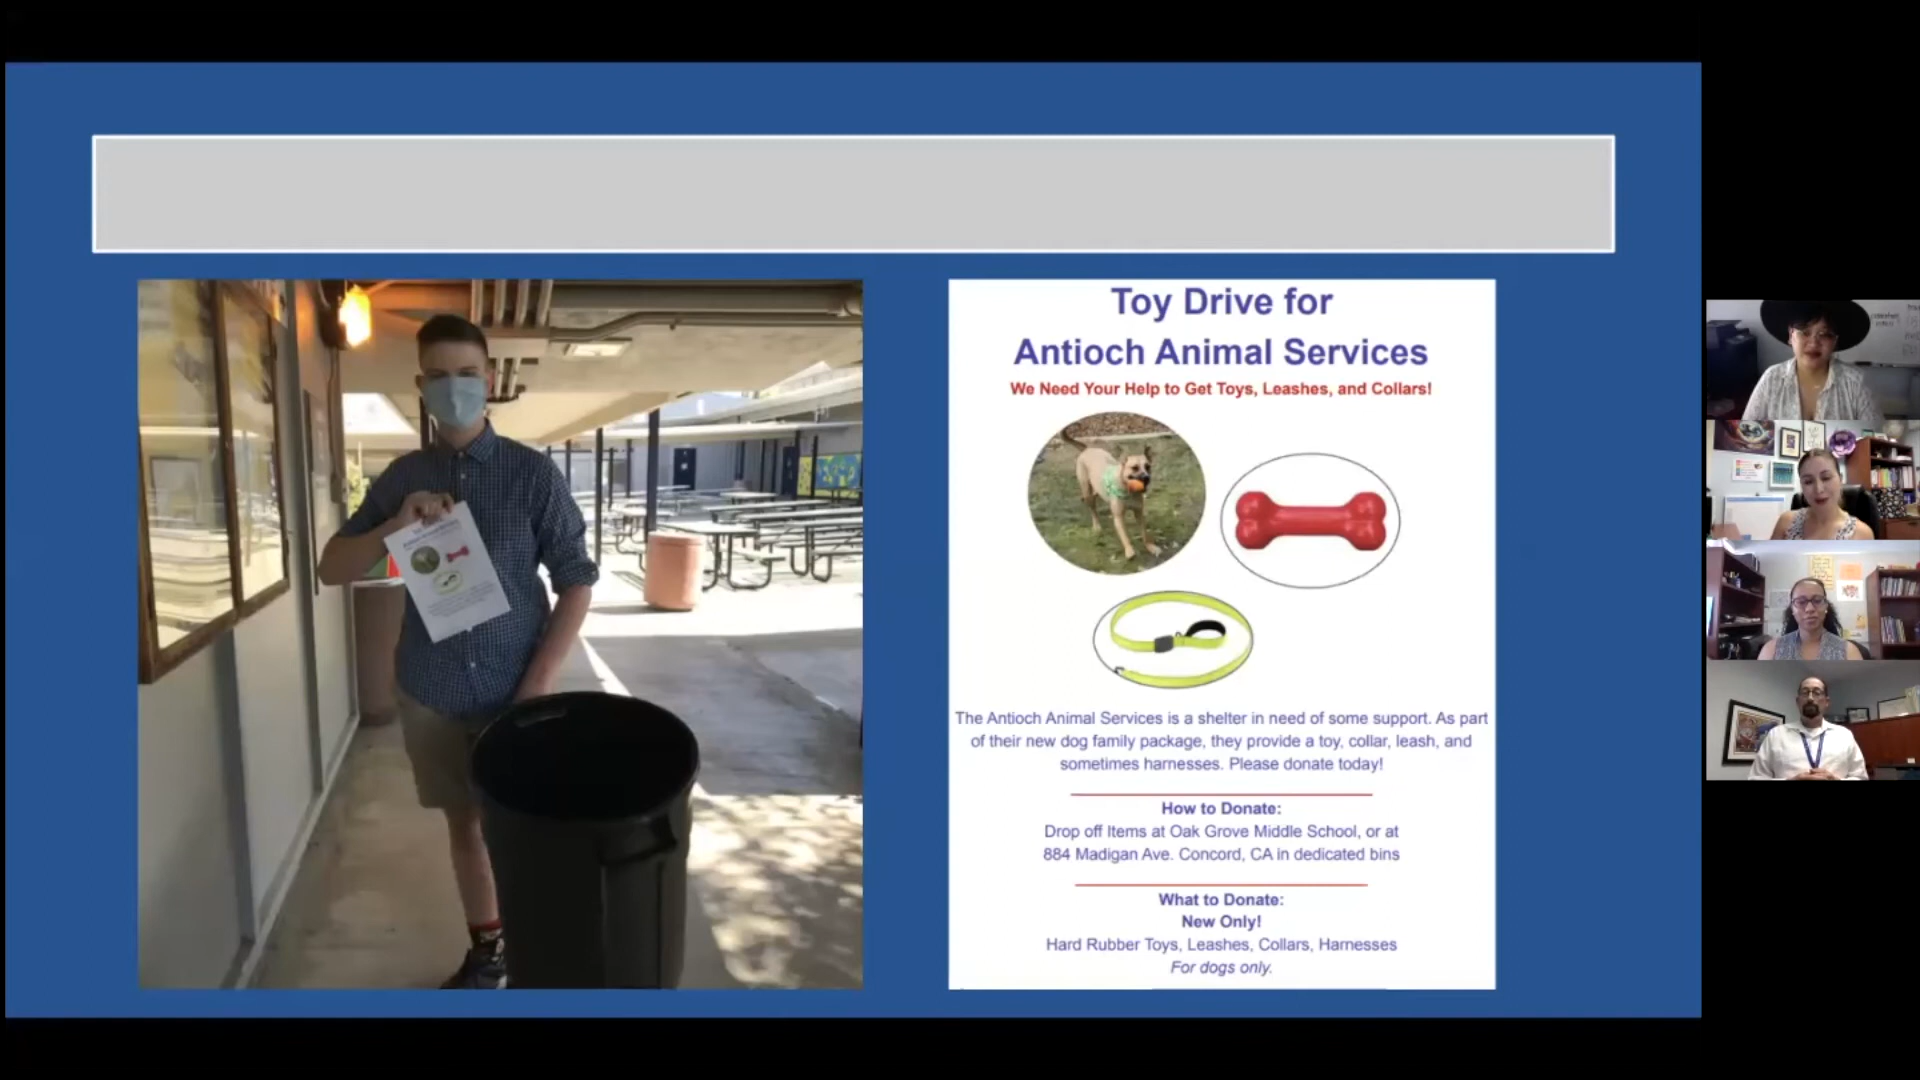 Toy Drive for
Antioch Animal Services
We Need Your Help to Get Toys, Leashes, and Collars!
The Antioch Animal Services is a shelter in need of some support. As part
of their new dog family package, they provide a toy, collar, leash, and
sometimes harnesses. Please donate today!
How to Donate:
Drop off Items at Oak Grove Middle School, or at
884 Madigan Ave. Concord, CA in dedicated bins
What to Donate:
New Only!
Hard Rubber Toys, Leashes, Collars, Harnesses
For dogs only.